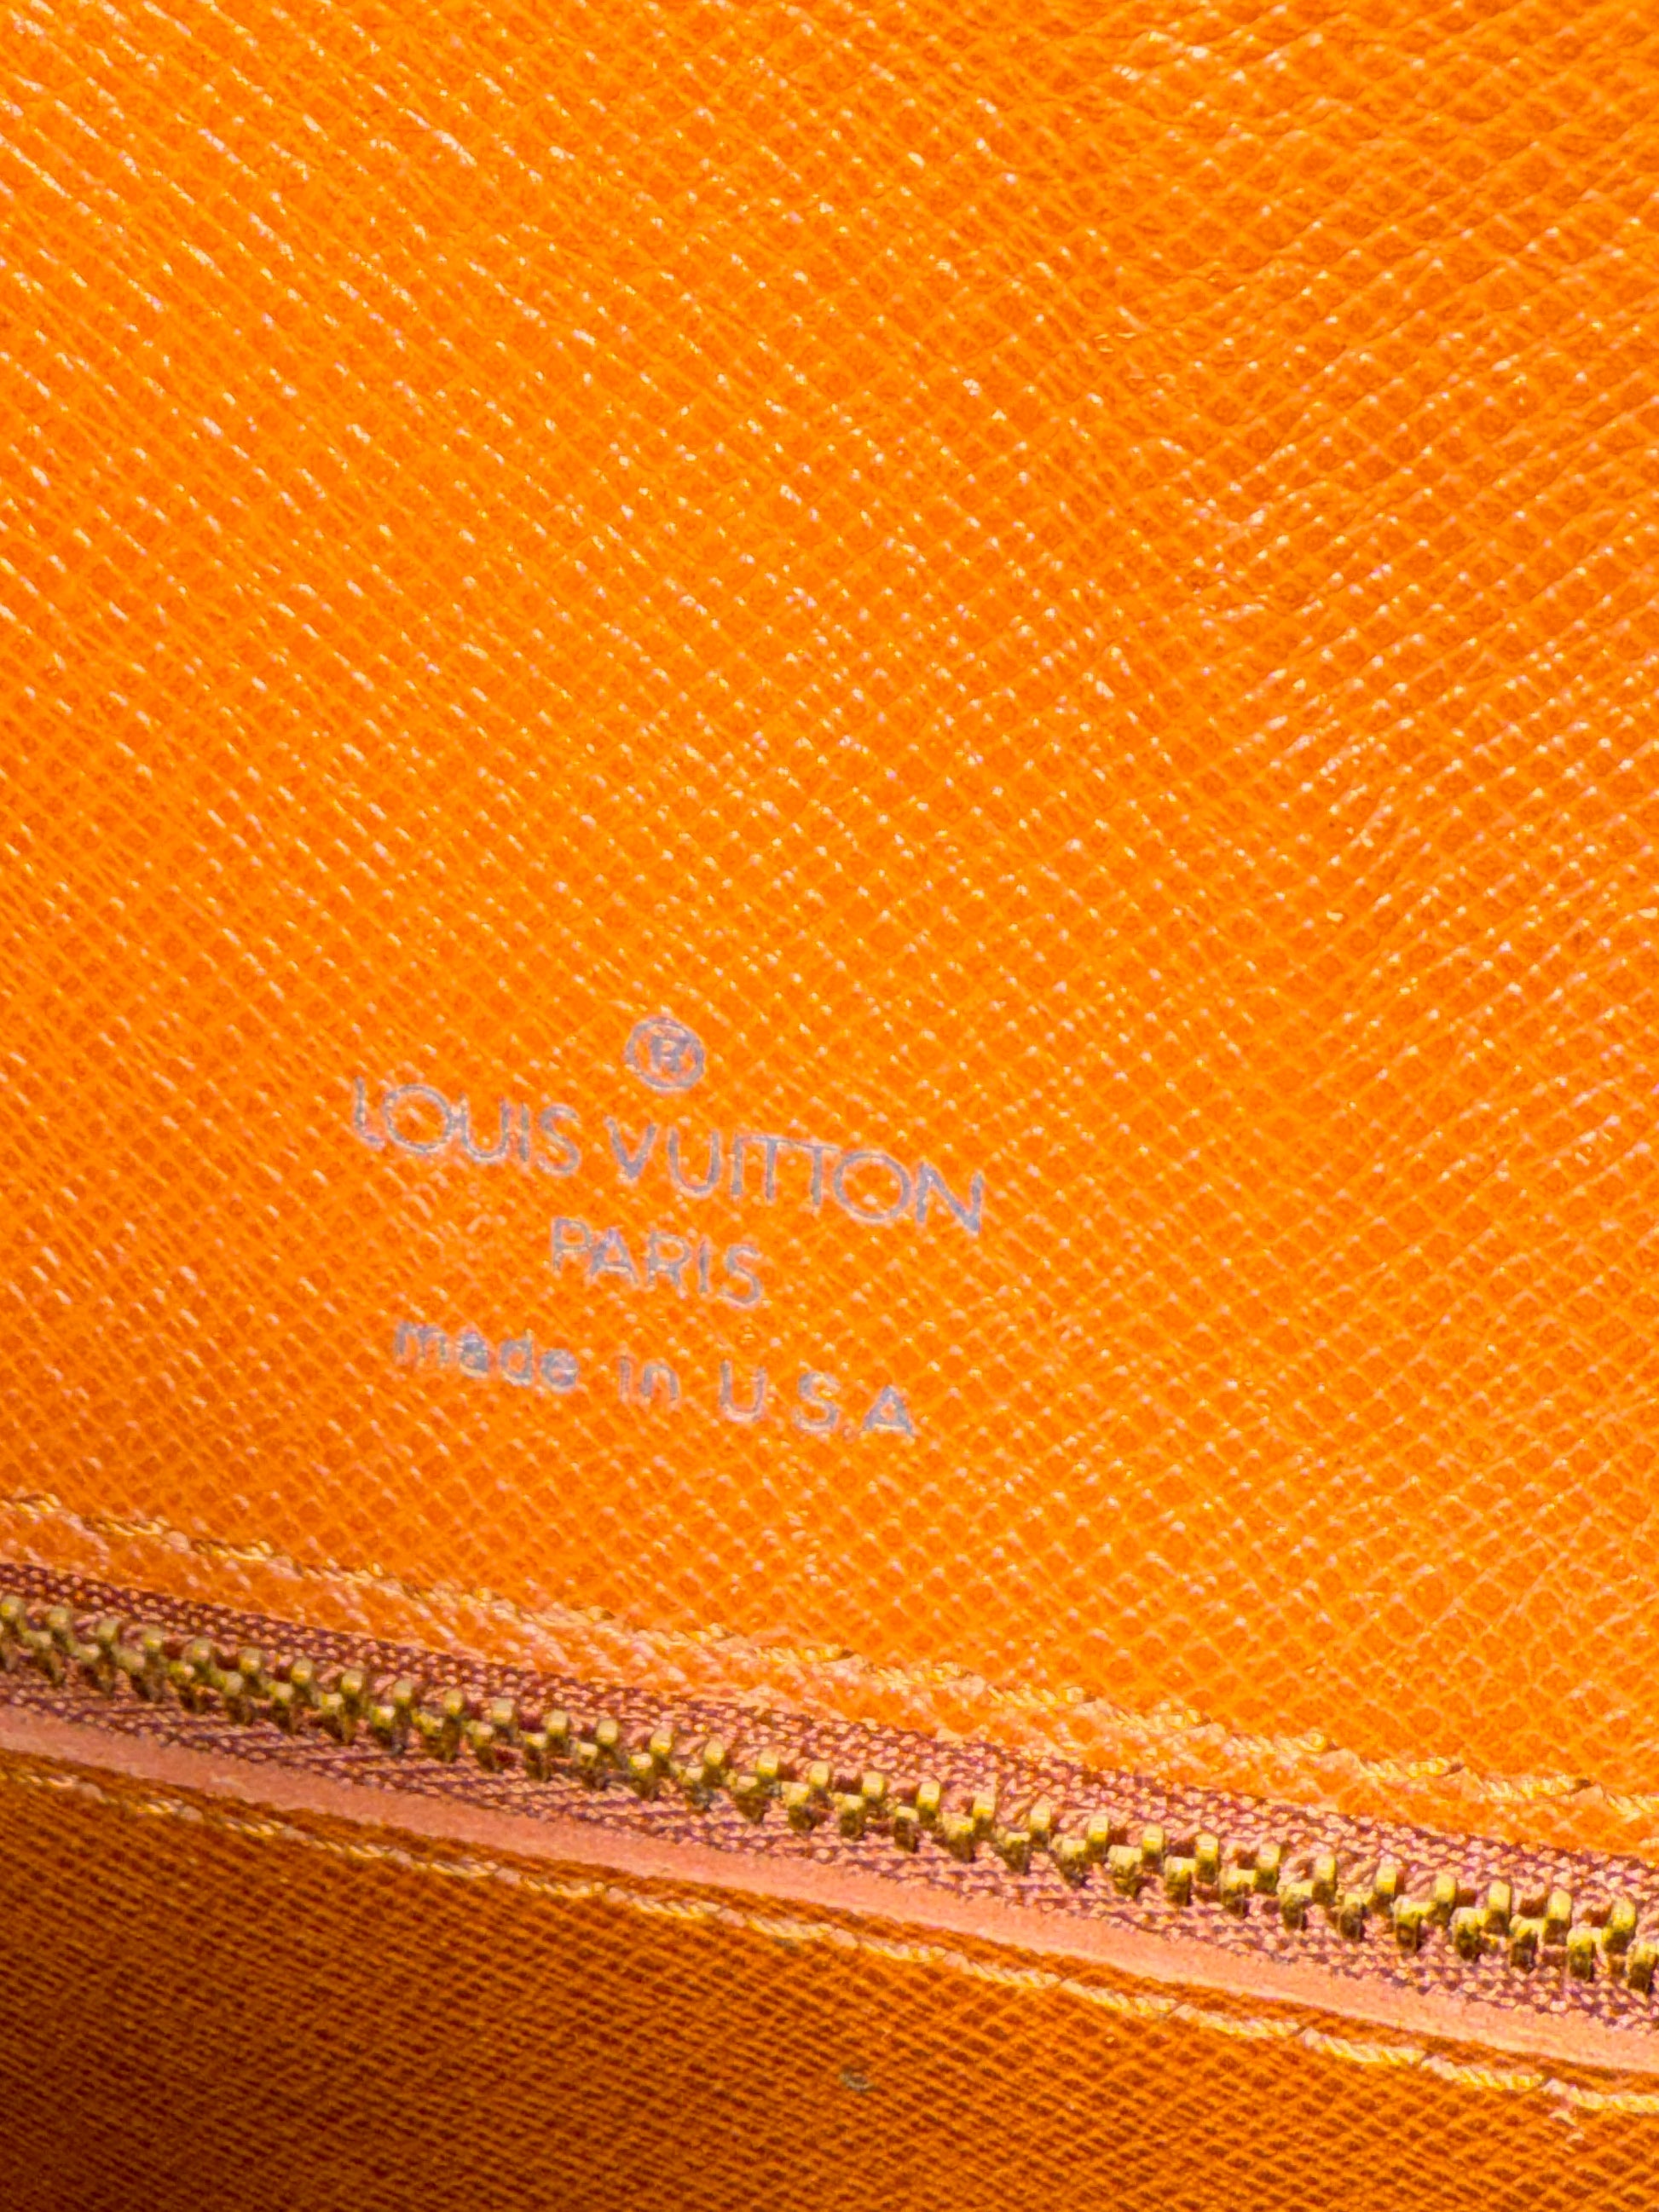 ®
LOUIS VUITTON
PARIS
made in U.S.A